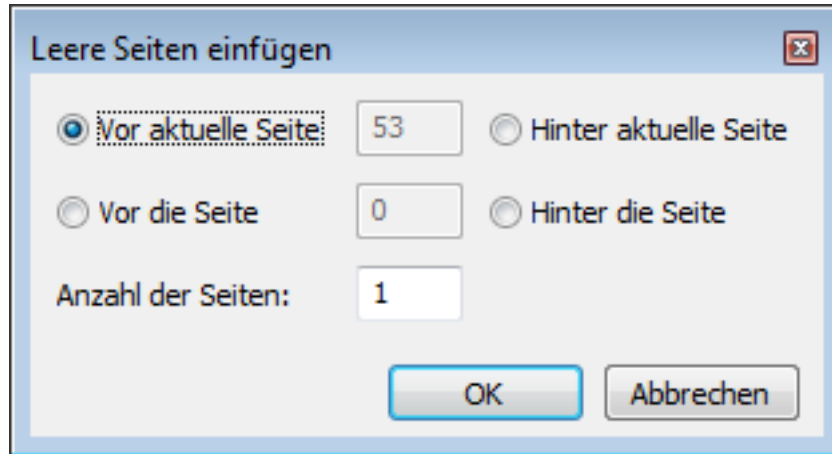 Leere Seiten einfügen
Vor aktuelle Seite 53 Hinter aktuelle Seite
Vor die Seite 0 Hinter die Seite
Anzahl der Seiten: 1
OK Abbrechen